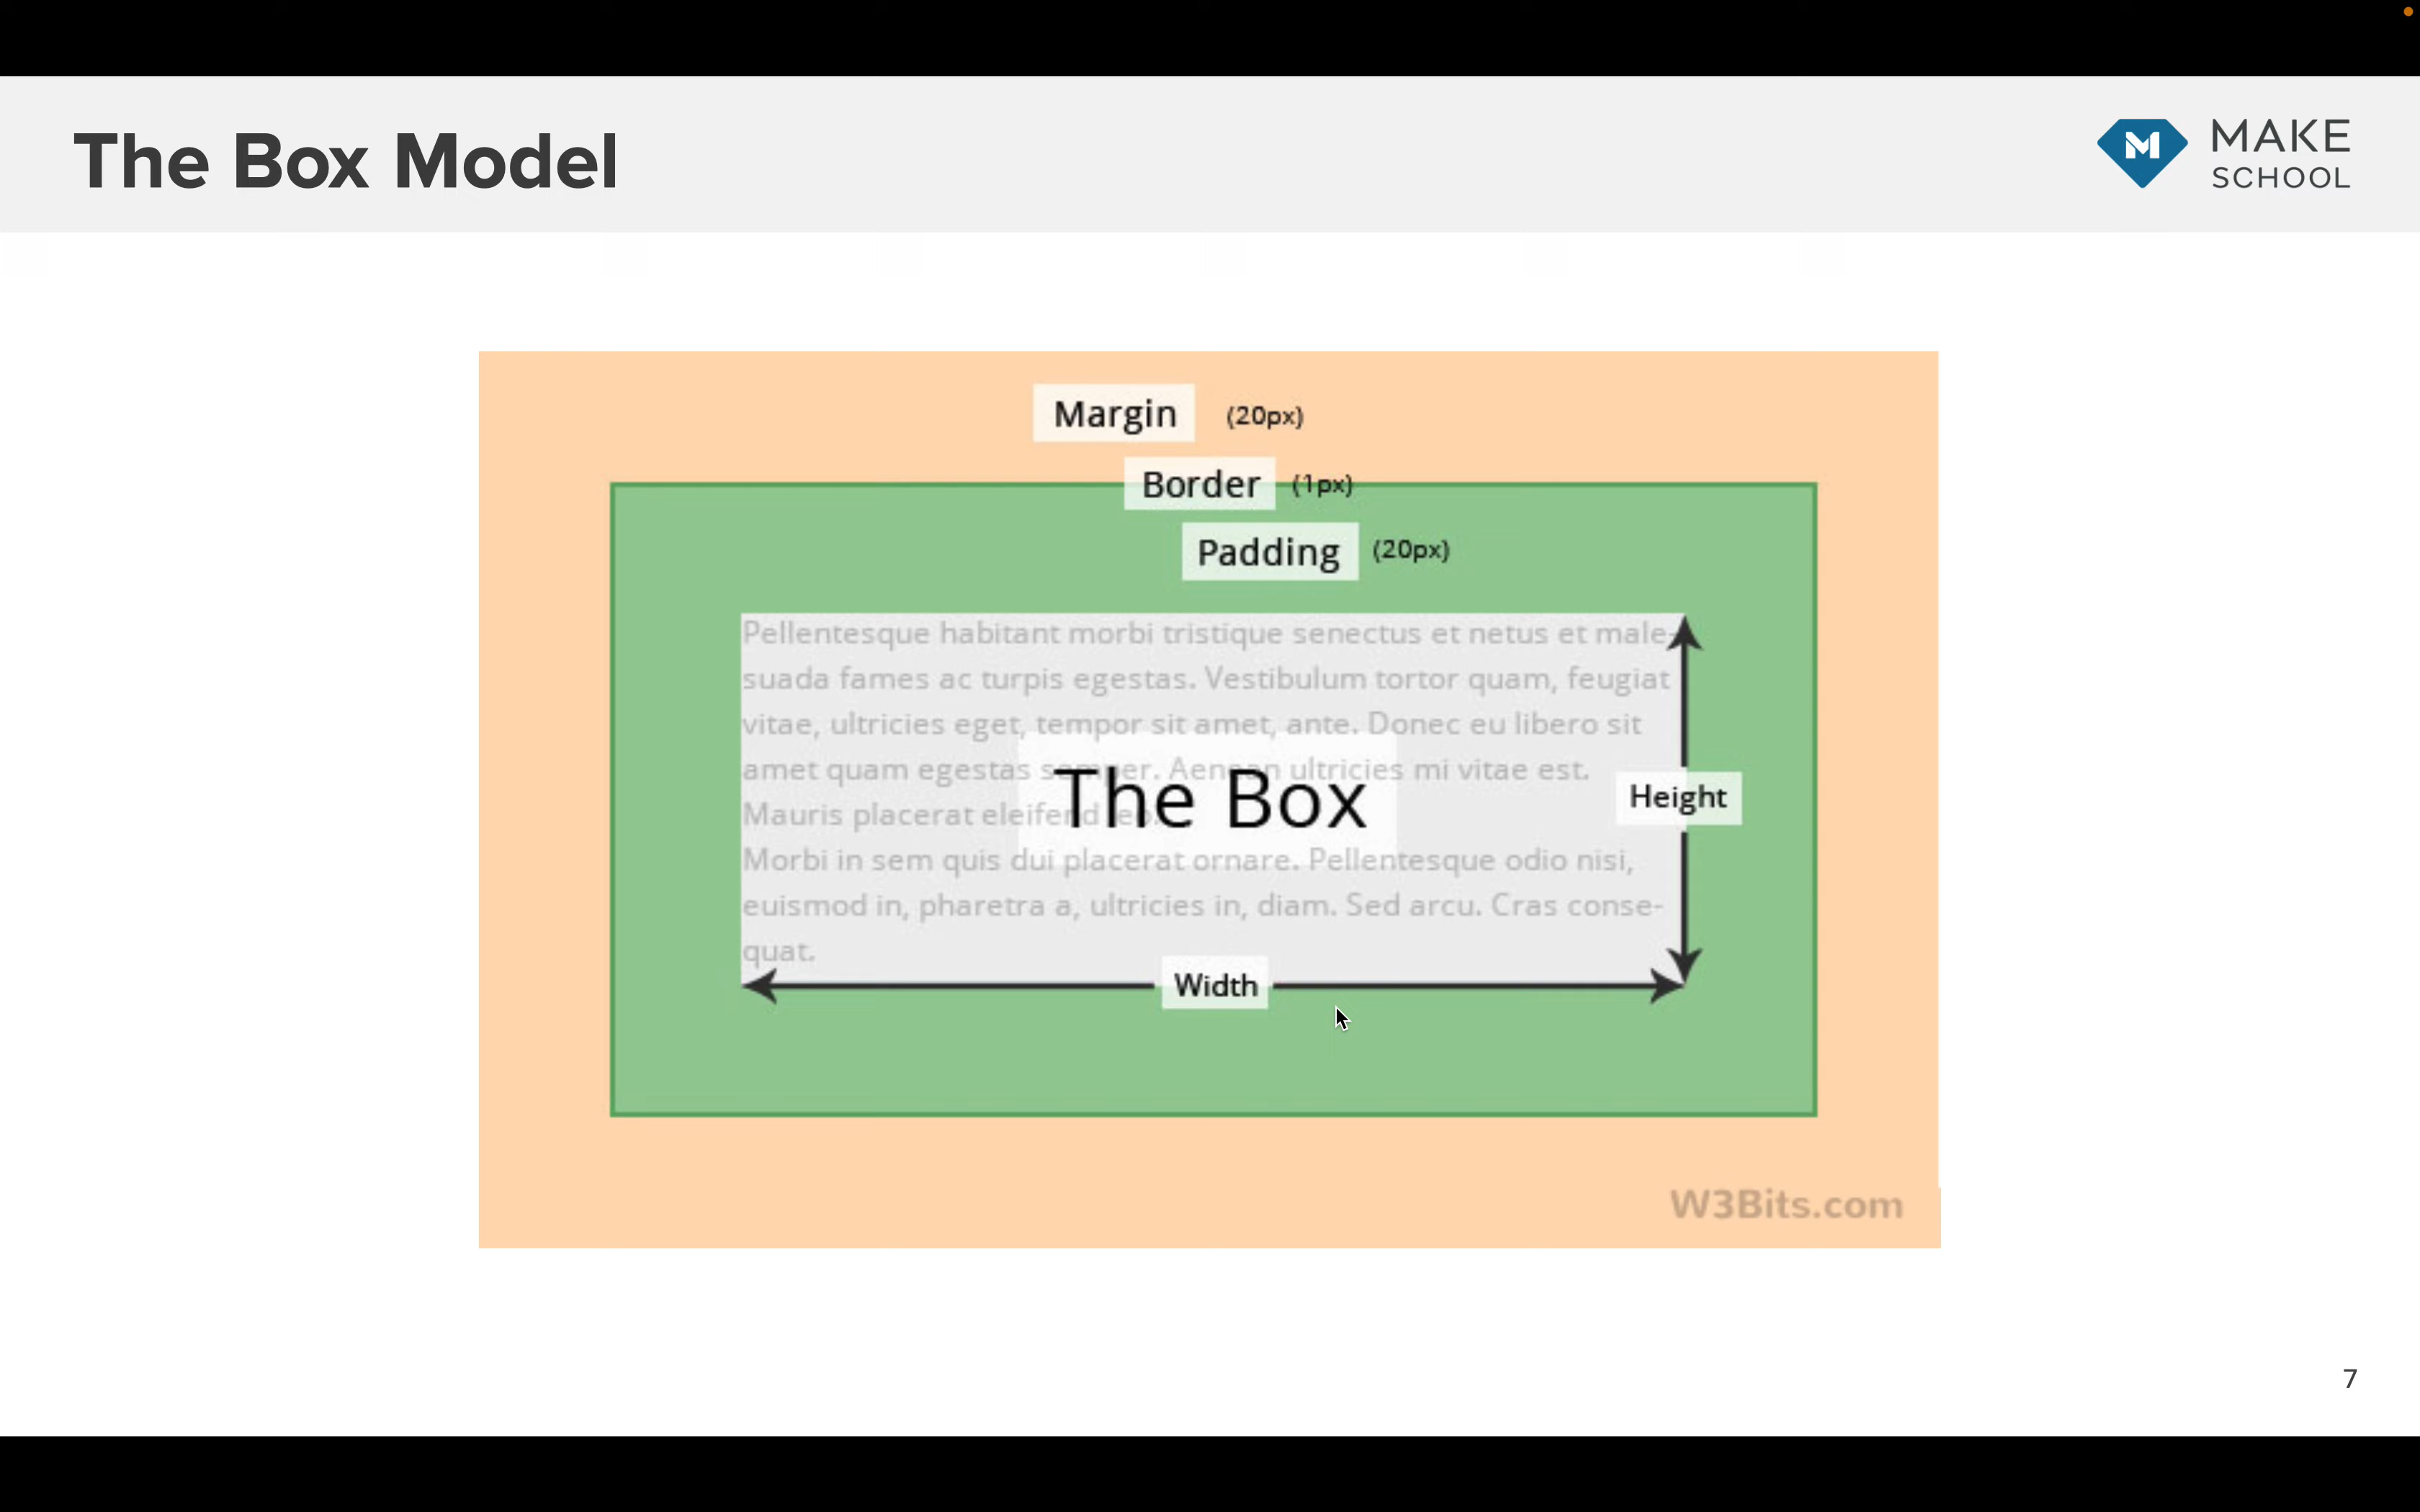 The Box Model
MAKE
SCHOOL
Margin (20px)
Border (1px)
Padding (20px)
Pellentesque habitant morbi tristique senectus et netus et male-
suada fames ac turpis egestas. Vestibulum tortor quam, feugiat
vitae, ultricies eget, tempor sit amet, ante. Donec eu libero sit
amet quam egestas semper. Aenean ultricies mi vitae est.
Mauris placerat eleifend leo.
The Box
Height
Morbi in sem quis dui placerat ornare. Pellentesque odio nisi,
euismod in, pharetra a, ultricies in, diam. Sed arcu. Cras conse-
quat.
Width
W3Bits.com
7